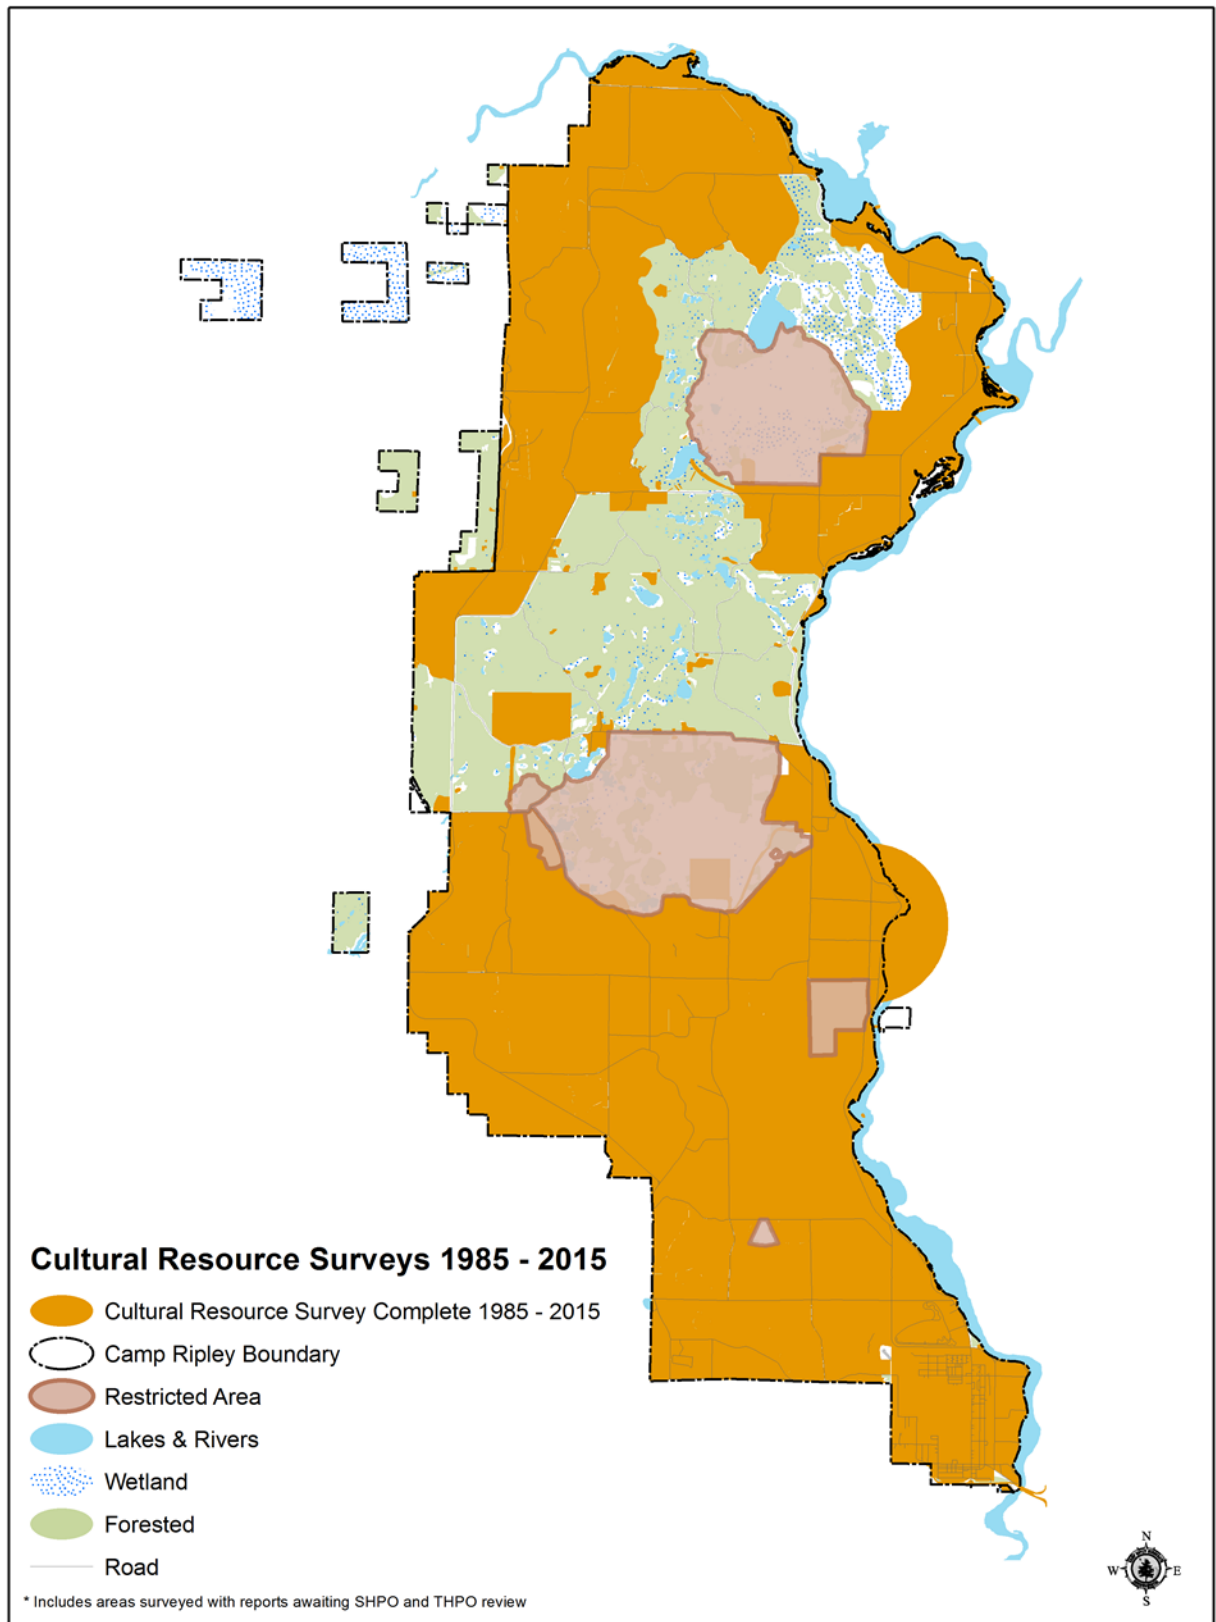 Cultural Resource Surveys 1985 - 2015
Cultural Resource Survey Complete 1985 - 2015
Camp Ripley Boundary
Restricted Area
Lakes & Rivers
Wetland
Forested
Road
* Includes areas surveyed with reports awaiting SHPO and THPO review
N
W E
S